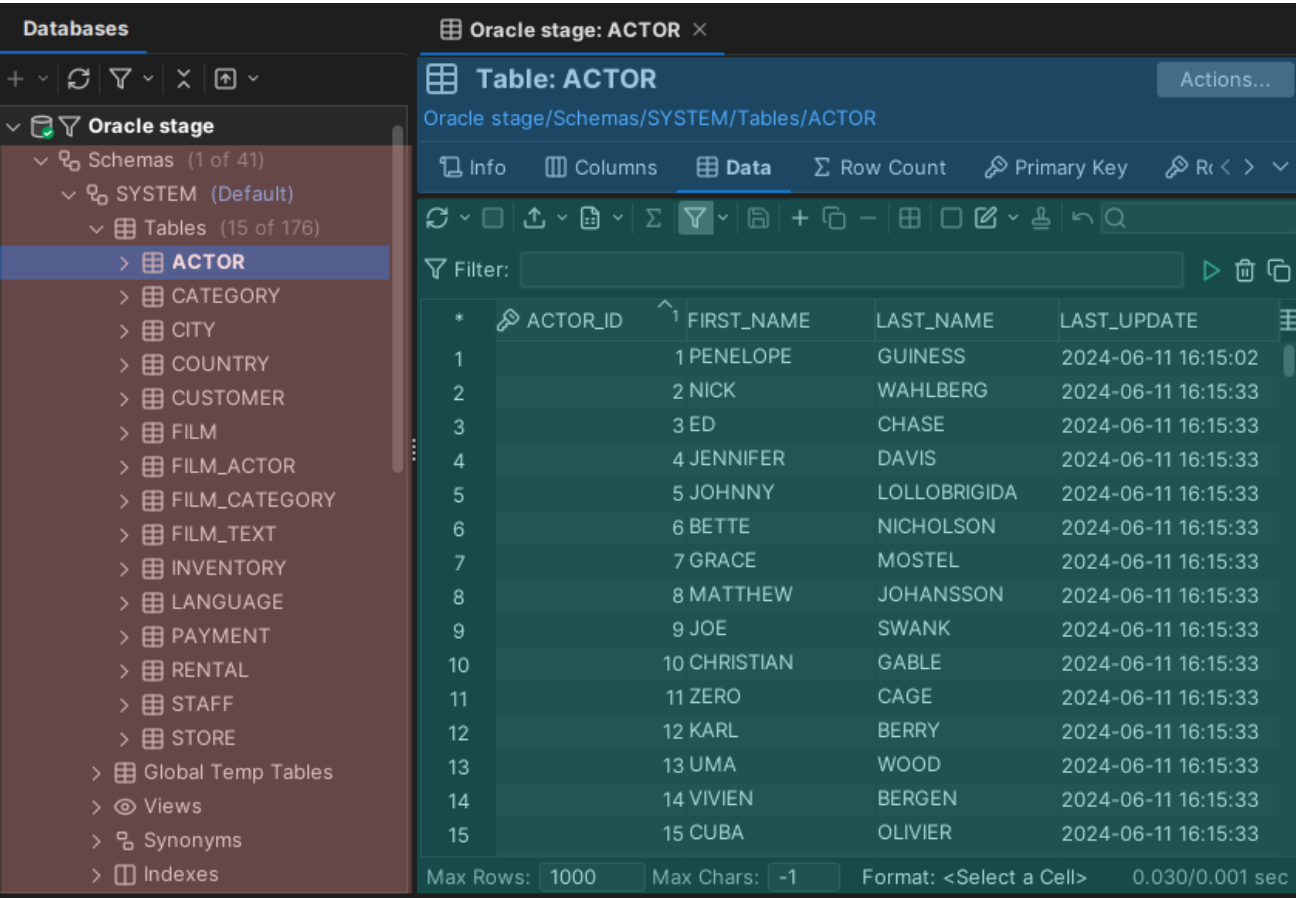 Databases
Oracle stage
Schemas (1 of 41)
SYSTEM (Default)
Tables (15 of 176)
ACTOR
CATEGORY
CITY
COUNTRY
CUSTOMER
FILM
FILM_ACTOR
FILM_CATEGORY
FILM_TEXT
INVENTORY
LANGUAGE
PAYMENT
RENTAL
STAFF
STORE
Global Temp Tables
Views
Synonyms
Indexes
Oracle stage: ACTOR
Table: ACTOR
Actions...
Oracle stage/Schemas/SYSTEM/Tables/ACTOR
Info Columns Data Row Count Primary Key
Filter:
* ACTOR_ID 1 FIRST_NAME LAST_NAME LAST_UPDATE
1 1 PENELOPE GUINESS 2024-06-11 16:15:02
2 2 NICK WAHLBERG 2024-06-11 16:15:33
3 3 ED CHASE 2024-06-11 16:15:33
4 4 JENNIFER DAVIS 2024-06-11 16:15:33
5 5 JOHNNY LOLLOBRIGIDA 2024-06-11 16:15:33
6 6 BETTE NICHOLSON 2024-06-11 16:15:33
7 7 GRACE MOSTEL 2024-06-11 16:15:33
8 8 MATTHEW JOHANSSON 2024-06-11 16:15:33
9 9 JOE SWANK 2024-06-11 16:15:33
10 10 CHRISTIAN GABLE 2024-06-11 16:15:33
11 11 ZERO CAGE 2024-06-11 16:15:33
12 12 KARL BERRY 2024-06-11 16:15:33
13 13 UMA WOOD 2024-06-11 16:15:33
14 14 VIVIEN BERGEN 2024-06-11 16:15:33
15 15 CUBA OLIVIER 2024-06-11 16:15:33
Max Rows: 1000 Max Chars: -1 Format: <Select a Cell> 0.030/0.001 sec